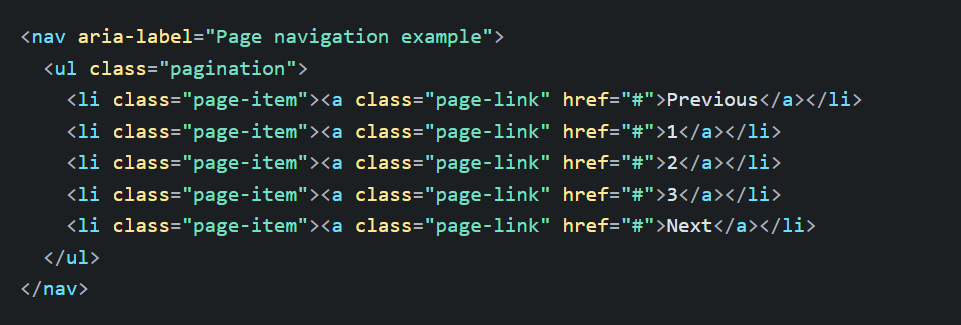 <nav aria-label="Page navigation example">
  <ul class="pagination">
    <li class="page-item"><a class="page-link" href="#">Previous</a></li>
    <li class="page-item"><a class="page-link" href="#">1</a></li>
    <li class="page-item"><a class="page-link" href="#">2</a></li>
    <li class="page-item"><a class="page-link" href="#">3</a></li>
    <li class="page-item"><a class="page-link" href="#">Next</a></li>
  </ul>
</nav>